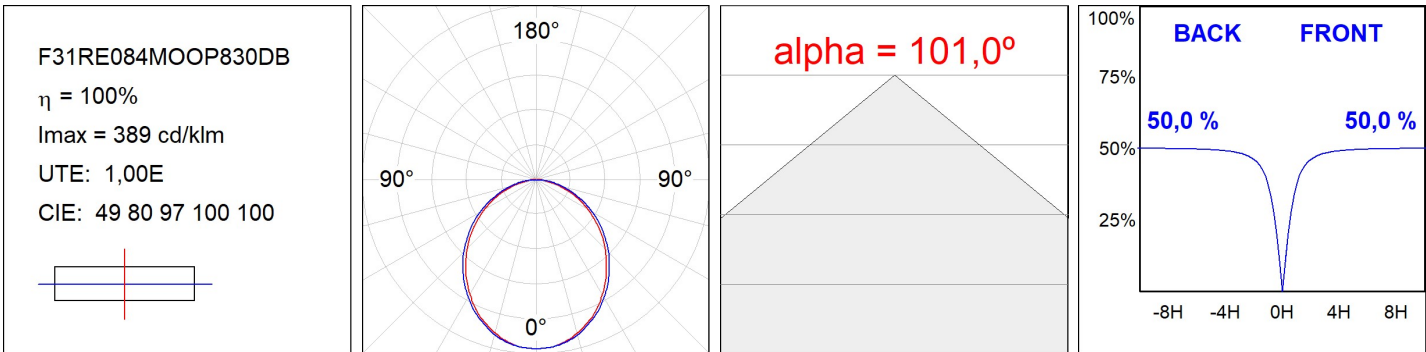 F31RE084MOOP830DB
η = 100%
Imax = 389 cd/klm
UTE: 1,00E
CIE: 49 80 97 100 100
180°
90° 90°
0°
alpha = 101,0º
100%
BACK FRONT
75%
50,0 % 50,0 %
50%
25%
-8H -4H 0H 4H 8H